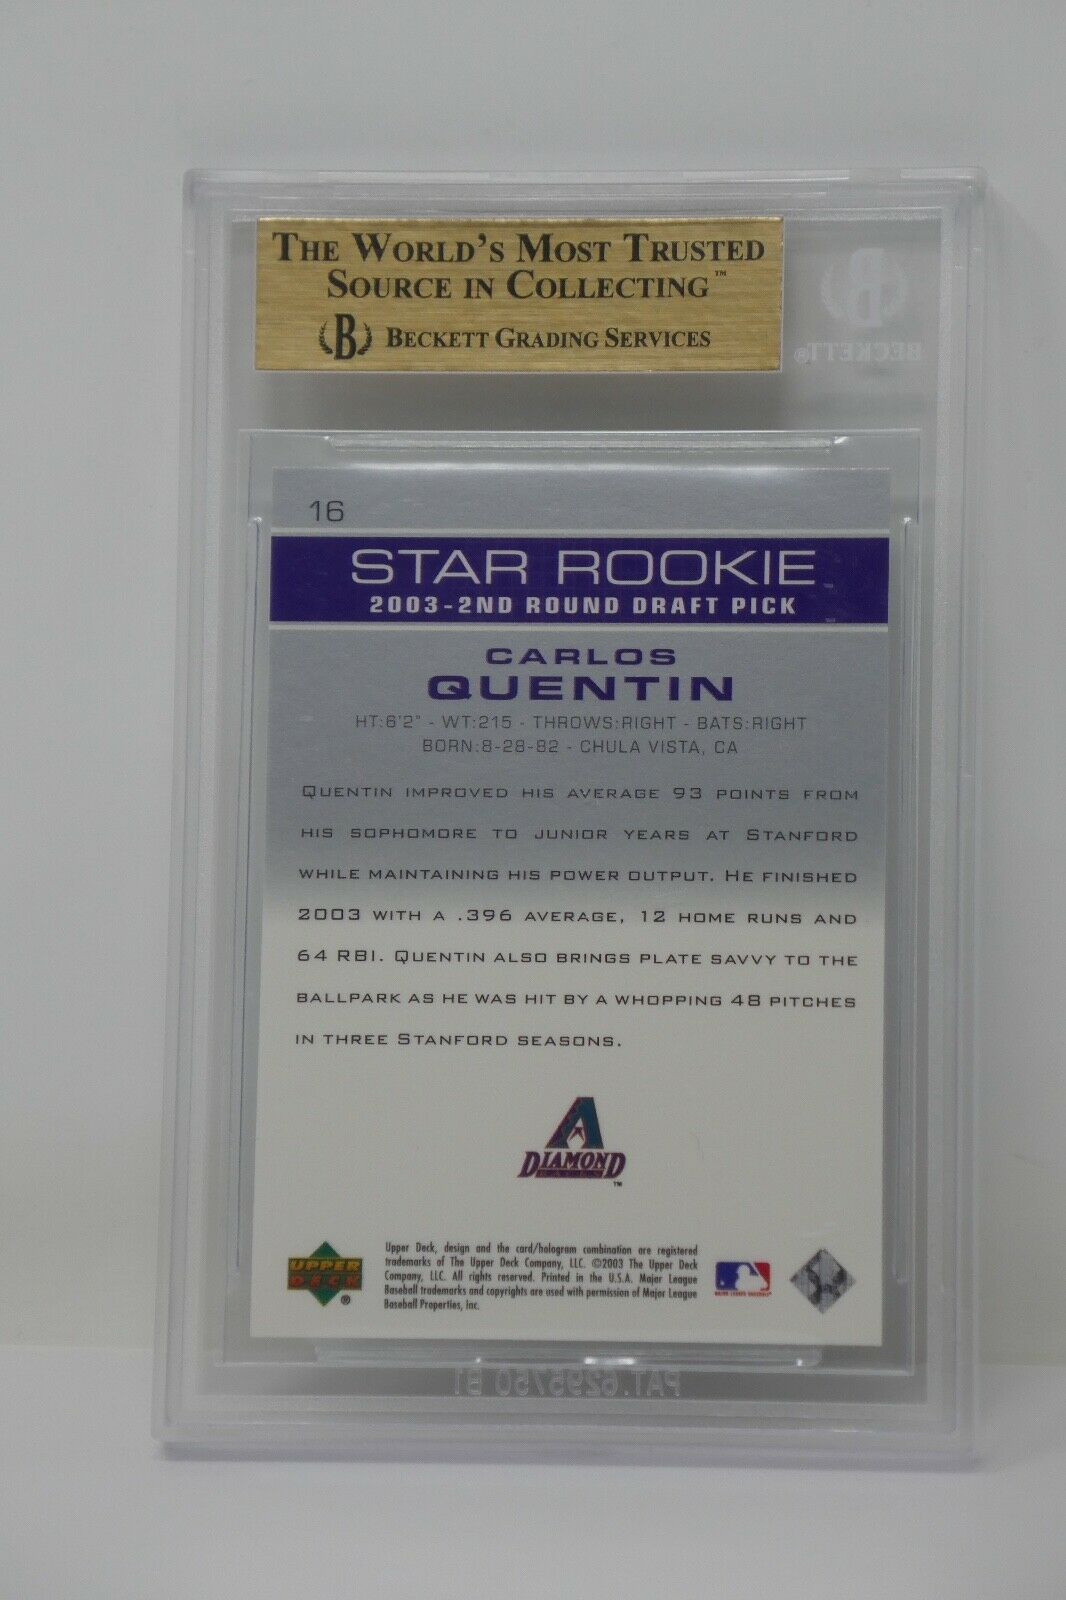 THE WORLD'S MOST TRUSTED
SOURCE IN COLLECTING™
B BECKETT GRADING SERVICES
BECKETT®
16
STAR ROOKIE
2003-2ND ROUND DRAFT PICK
CARLOS
QUENTIN
HT:6'2" - WT:215 - THROWS:RIGHT - BATS:RIGHT
BORN:8-28-82 - CHULA VISTA, CA
QUENTIN IMPROVED HIS AVERAGE 93 POINTS FROM
HIS SOPHOMORE TO JUNIOR YEARS AT STANFORD
WHILE MAINTAINING HIS POWER OUTPUT. HE FINISHED
2003 WITH A .396 AVERAGE, 12 HOME RUNS AND
64 RBI. QUENTIN ALSO BRINGS PLATE SAVVY TO THE
BALLPARK AS HE WAS HIT BY A WHOPPING 48 PITCHES
IN THREE STANFORD SEASONS.
A
DIAMOND
™
UPPER
DECK®
Upper Deck, design and the card/hologram combination are registered
trademarks of The Upper Deck Company, LLC. ©2003 The Upper Deck
Company, LLC. All rights reserved. Printed in the U.S.A. Major League
Baseball trademarks and copyrights are used with permission of Major League
Baseball Properties, Inc.
MAJOR LEAGUE BASEBALL
PAT.6295750 B1